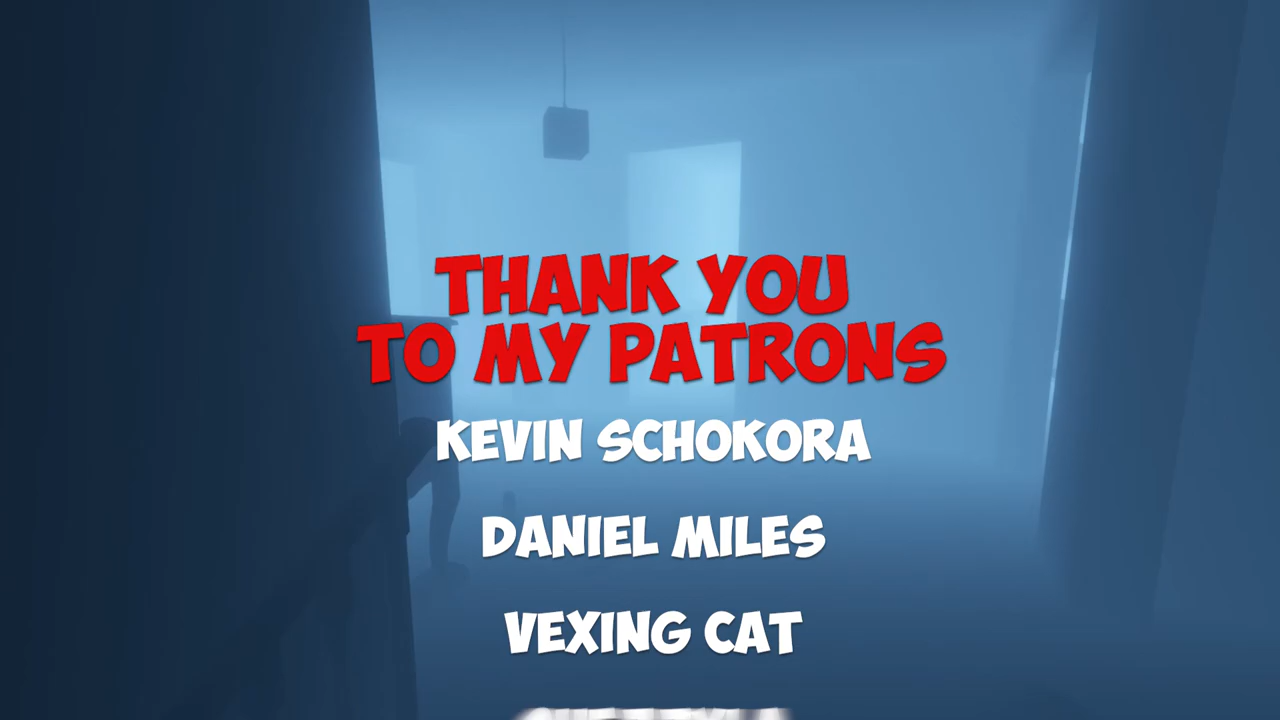 THANK YOU
TO MY PATRONS
KEVIN SCHOKORA
DANIEL MILES
VEXING CAT